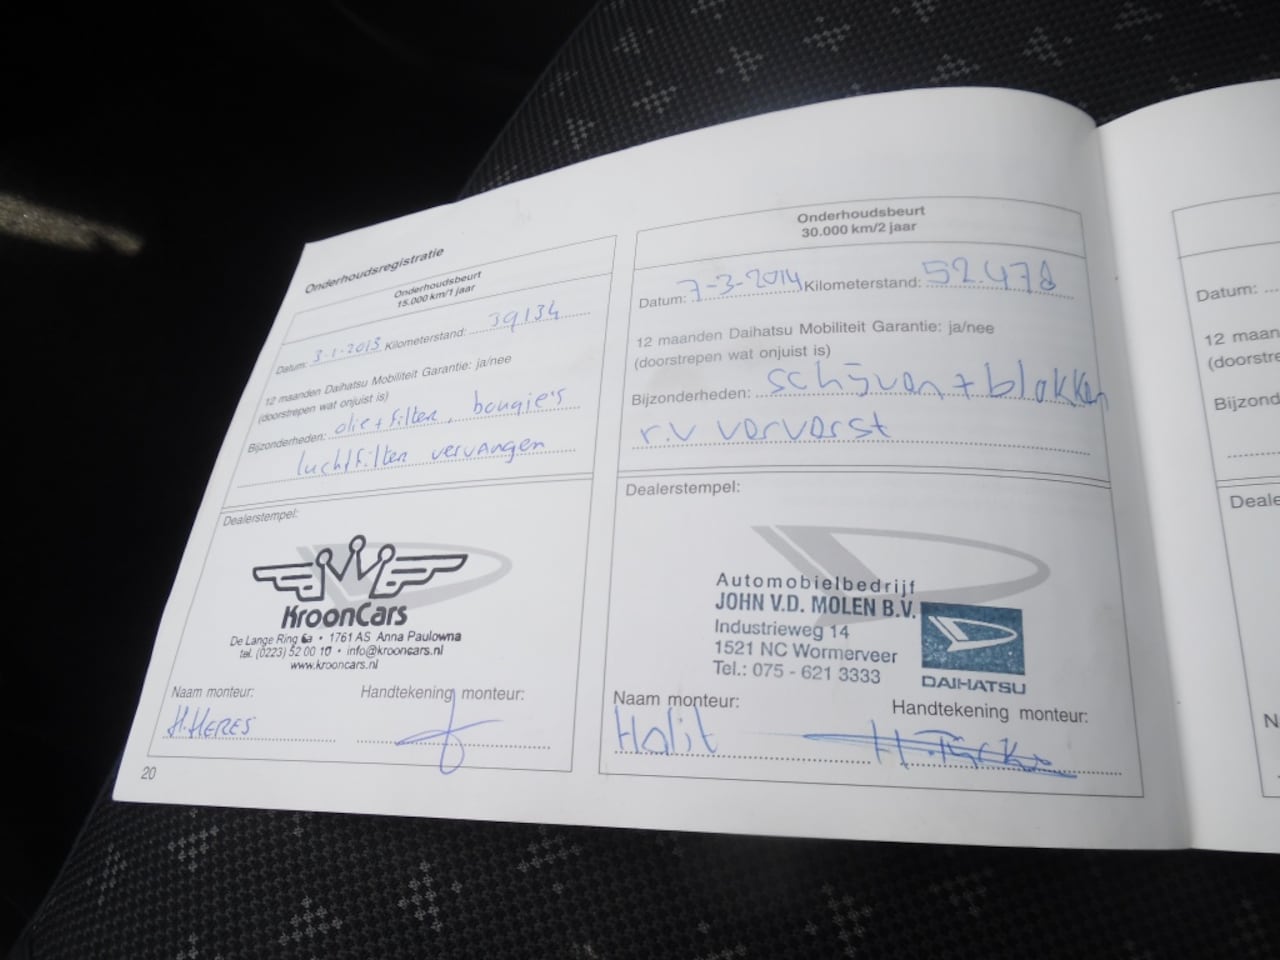 Onderhoudsregistratie
Onderhoudsbeurt
15.000 km/1 jaar
Datum: 3-1-2013 Kilometerstand: 39134
12 maanden Daihatsu Mobiliteit Garantie: ja/nee
(doorstrepen wat onjuist is)
Bijzonderheden: olie + filter, bougie's
luchtfilter vervangen
Dealerstempel:
KroonCars
De Lange Ring 6a • 1761 AS Anna Paulowna
tel. (0223) 52 00 10 • info@krooncars.nl
www.krooncars.nl
Naam monteur: Handtekening monteur:
H.HERES
20
Onderhoudsbeurt
30.000 km/2 jaar
Datum: 7-3-2014 Kilometerstand: 52.478
12 maanden Daihatsu Mobiliteit Garantie: ja/nee
(doorstrepen wat onjuist is)
Bijzonderheden: schijven + blokken
r.v ververst
Dealerstempel:
Automobielbedrijf
JOHN V.D. MOLEN B.V.
Industrieweg 14
1521 NC Wormerveer
Tel.: 075 - 621 3333
DAIHATSU
Naam monteur: Handtekening monteur:
Halit
Datum:
12 maan
(doorstre
Bijzond
Deale
N